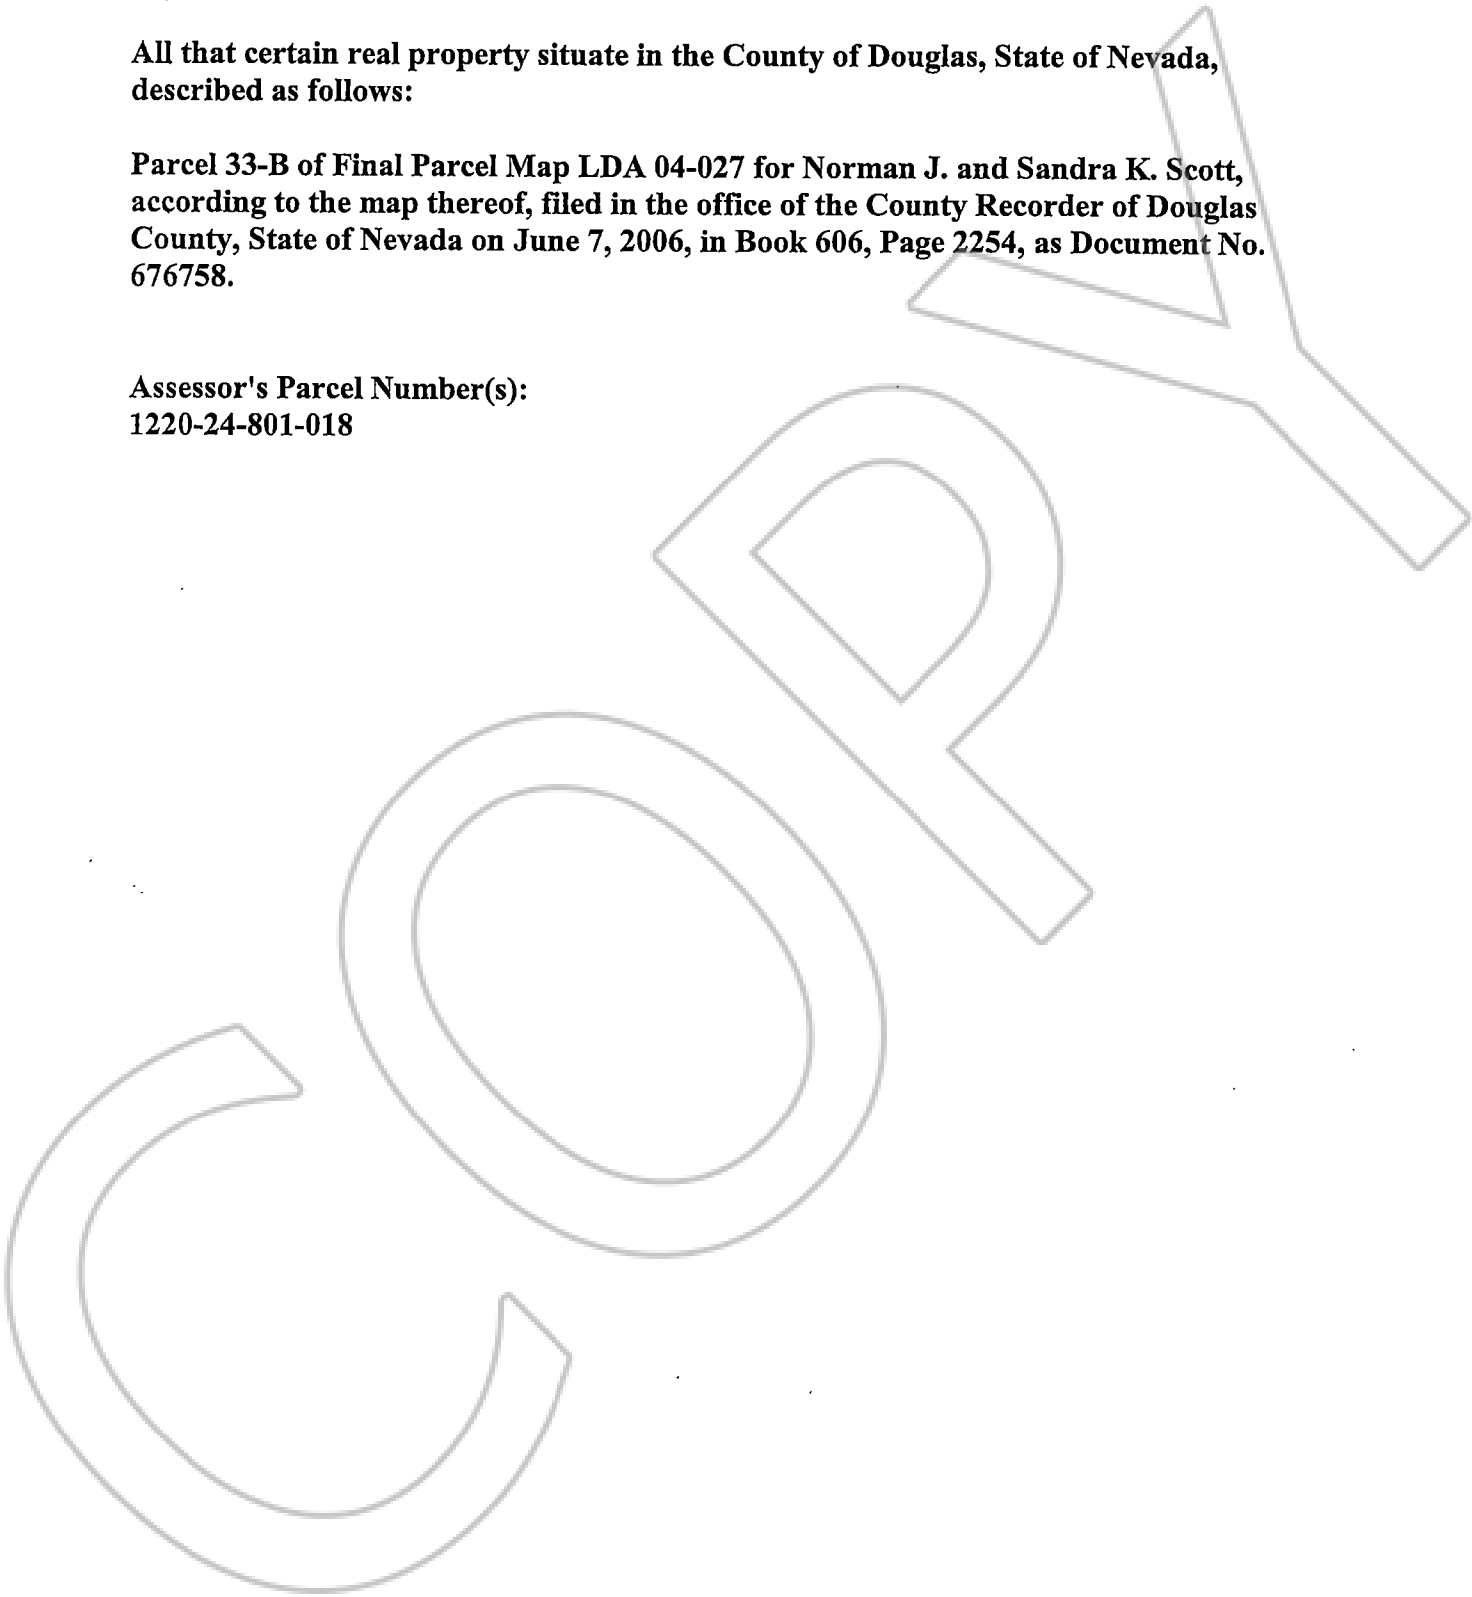 All that certain real property situate in the County of Douglas, State of Nevada,
described as follows:
Parcel 33-B of Final Parcel Map LDA 04-027 for Norman J. and Sandra K. Scott,
according to the map thereof, filed in the office of the County Recorder of Douglas
County, State of Nevada on June 7, 2006, in Book 606, Page 2254, as Document No.
676758.
Assessor's Parcel Number(s):
1220-24-801-018
COPY